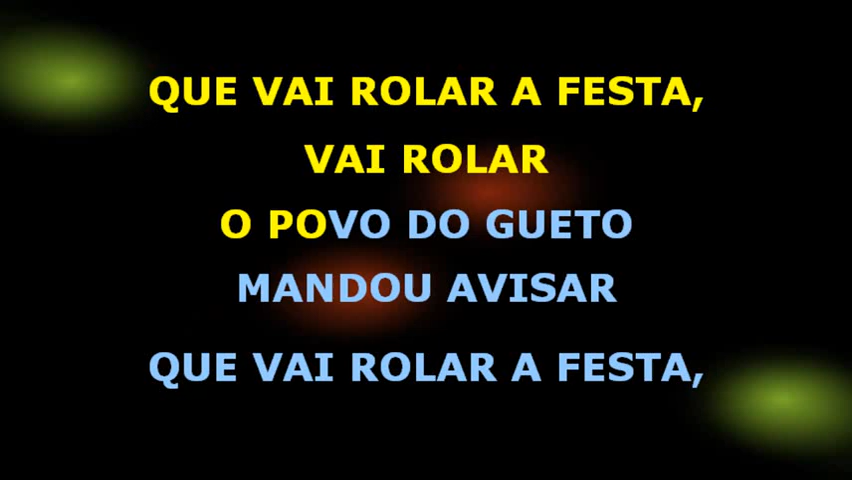 QUE VAI ROLAR A FESTA,
VAI ROLAR
O POVO DO GUETO
MANDOU AVISAR
QUE VAI ROLAR A FESTA,